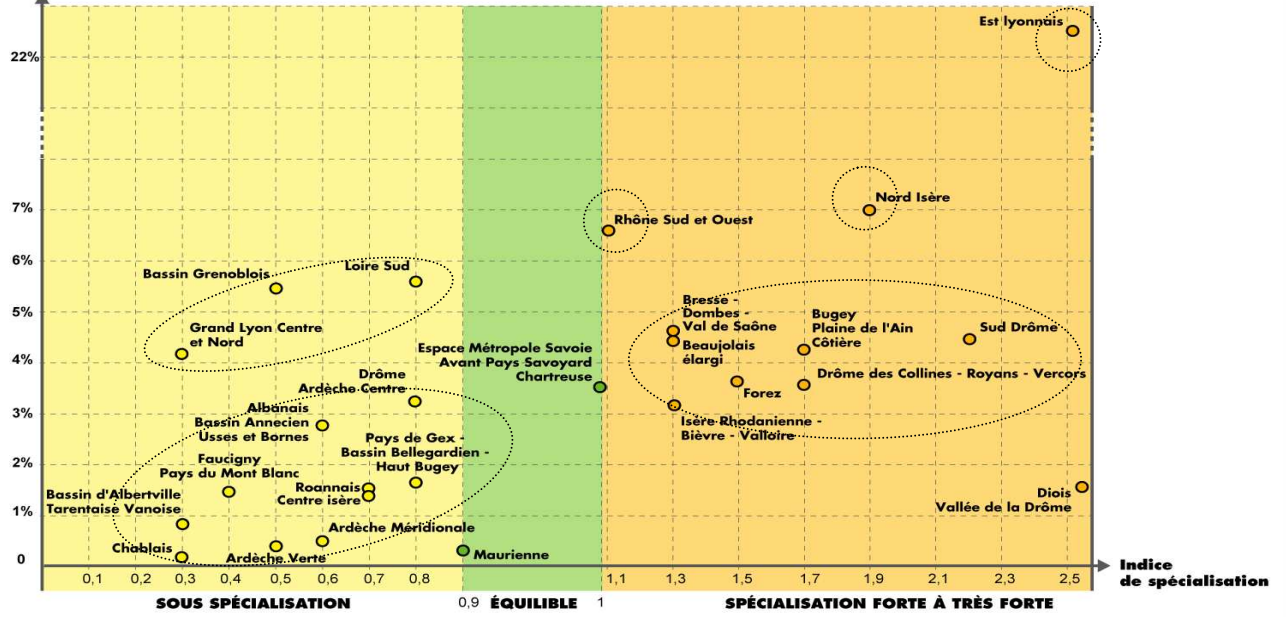 Est lyonnais
22%
7%
Nord Isère
Rhône Sud et Ouest
6%
Bassin Grenoblois
Loire Sud
5%
Bresse -
Dombes -
Val de Saône
Bugey
Plaine de l'Ain
Côtière
Sud Drôme
Grand Lyon Centre
et Nord
Beaujolais
élargi
4%
Espace Métropole Savoie
Avant Pays Savoyard
Chartreuse
Drôme
Ardèche Centre
Drôme des Collines - Royans - Vercors
Forez
3%
Albanais
Bassin Annecien
Usses et Bornes
Isére Rhodanienne -
Bièvre - Valloire
Pays de Gex -
Bassin Bellegardien -
Haut Bugey
2%
Faucigny
Pays du Mont Blanc
Roannais
Centre isère
Bassin d'Albertville
Tarentaise Vanoise
Diois
Vallée de la Drôme
1%
Ardèche Méridionale
Chablais
Ardèche Verte
Maurienne
0
Indice
de spécialisation
0,1 0,2 0,3 0,4 0,5 0,6 0,7 0,8 1,1 1,3 1,5 1,7 1,9 2,1 2,3 2,5
SOUS SPÉCIALISATION 0,9 ÉQUILIBLE 1 SPÉCIALISATION FORTE À TRÈS FORTE